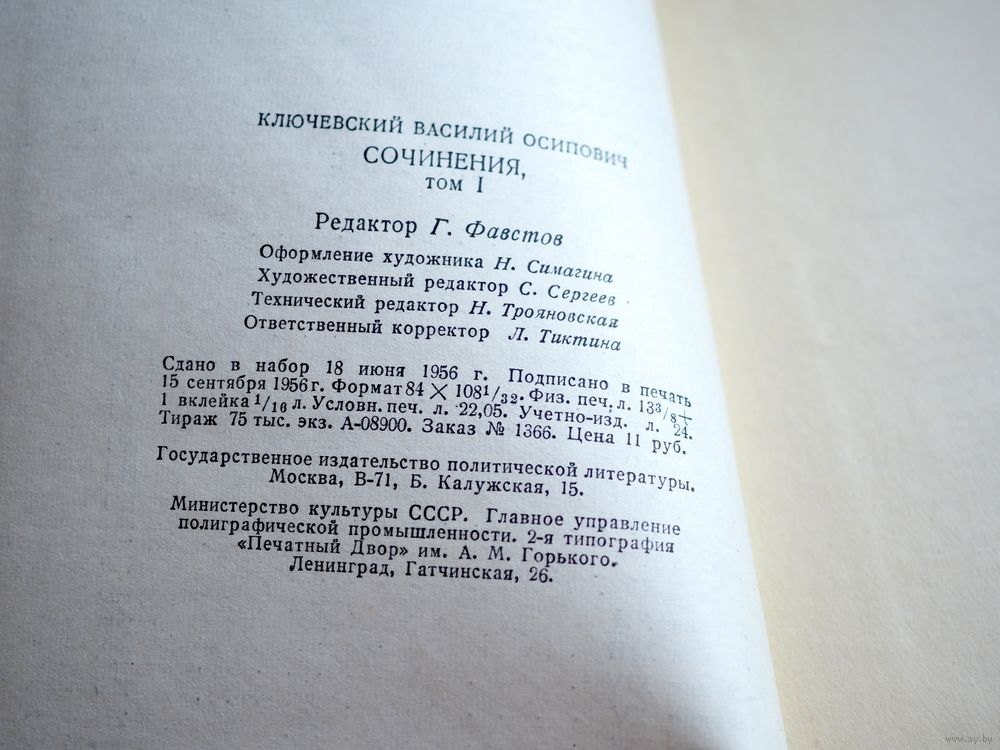 КЛЮЧЕВСКИЙ ВАСИЛИЙ ОСИПОВИЧ
СОЧИНЕНИЯ,
ТОМ I
Редактор Г. Фавстов
Оформление художника Н. Симагина
Художественный редактор С. Сергеев
Технический редактор Н. Трояновская
Ответственный корректор Л. Тиктина
Сдано в набор 18 июня 1956 г. Подписано в печать
15 сентября 1956 г. Формат 84 × 108¹/₃₂. Физ. печ. л. 13³/₈+
1 вклейка ¹/₁₆ л. Условн. печ. л. 22,05. Учетно-изд. л. 24.
Тираж 75 тыс. экз. А-08900. Заказ № 1366. Цена 11 руб.
Государственное издательство политической литературы.
Москва, В-71, Б. Калужская, 15.
Министерство культуры СССР. Главное управление
полиграфической промышленности. 2-я типография
«Печатный Двор» им. А. М. Горького.
Ленинград, Гатчинская, 26.
www.ay.by